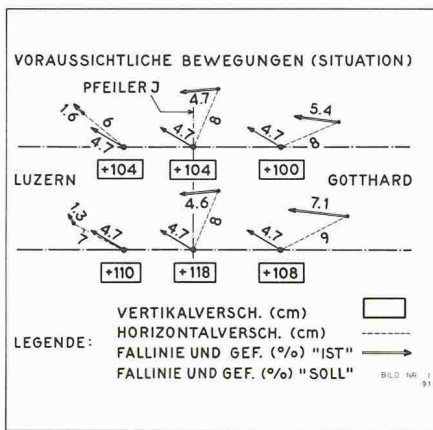 VORAUSSICHTLICHE BEWEGUNGEN (SITUATION)
PFEILER J
4.7
1.6 6 4.7 4.7 8 4.7 5.4 8
+104 +104 +100
LUZERN GOTTHARD
4.6
1.3 7 4.7 4.7 8 4.7 7.1 9
+110 +118 +108
VERTIKALVERSCH. (cm)
HORIZONTALVERSCH. (cm)
LEGENDE:
FALLINIE UND GEF. (%) "IST"
FALLINIE UND GEF. (%) "SOLL"
BILD NR. 1